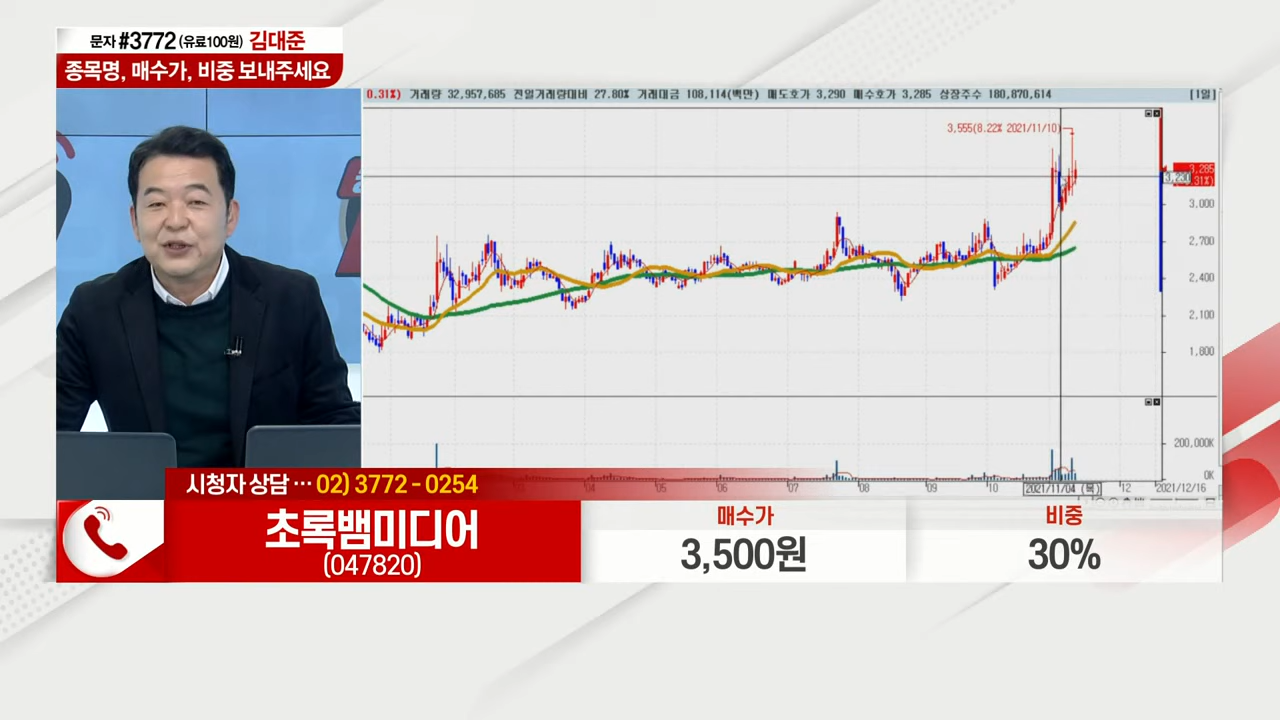 문자 #3772 (유료100원) 김대준
종목명, 매수가, 비중 보내주세요
0.31%) 거래량 32,957,685 전일거래량대비 27.80% 거래대금 108,114(백만) 매도호가 3,290 매수호가 3,285 상장주수 180,870,614 [1일]
3,555(8.22% 2021/11/10)
3,285
3,000
2,700
2,400
2,100
1,800
200,000K
0K
03 04 05 06 07 08 09 10 2021/11/04 (목) 12 2021/12/16
시청자 상담 ··· 02) 3772 - 0254
초록뱀미디어
(047820)
매수가
3,500원
비중
30%